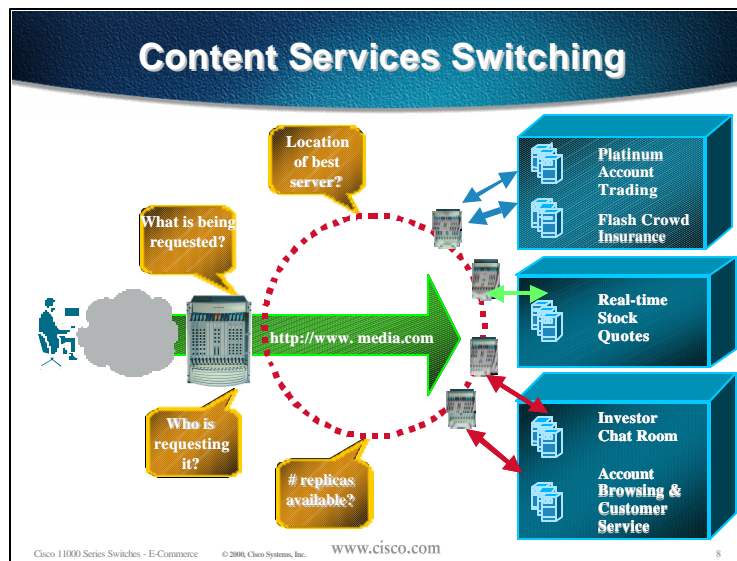 Content Services Switching
Location
of best
server?
What is being
requested?
http://www. media.com
Who is
requesting
it?
# replicas
available?
Platinum
Account
Trading
Flash Crowd
Insurance
Real-time
Stock
Quotes
Investor
Chat Room
Account
Browsing &
Customer
Service
Cisco 11000 Series Switches - E-Commerce © 2000, Cisco Systems, Inc. www.cisco.com 8